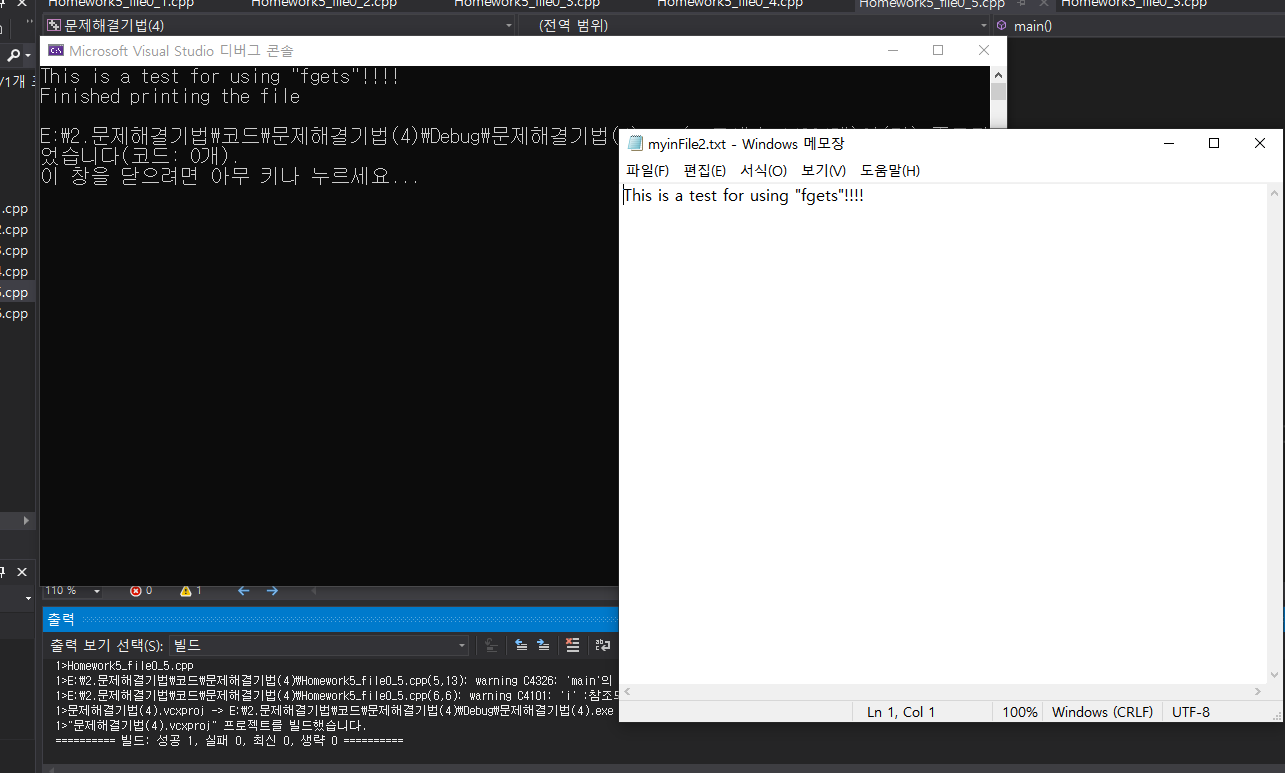 Homework5_file0_1.cpp Homework5_file0_2.cpp Homework5_file0_3.cpp Homework5_file0_4.cpp Homework5_file0_5.cpp Homework5_file0_3.cpp
문제해결기법(4) (전역 범위) main()
Microsoft Visual Studio 디버그 콘솔
This is a test for using "fgets"!!!!
Finished printing the file
E:\2.문제해결기법\코드\문제해결기법(4)\Debug\문제해결기법(
었습니다(코드: 0개).
이 창을 닫으려면 아무 키나 누르세요...
/1개
.cpp
2.cpp
.cpp
.cpp
.cpp
.cpp
myinFile2.txt - Windows 메모장
파일(F) 편집(E) 서식(O) 보기(V) 도움말(H)
This is a test for using "fgets"!!!!
Ln 1, Col 1 100% Windows (CRLF) UTF-8
110 % 0 1
출력
출력 보기 선택(S): 빌드
1>Homework5_file0_5.cpp
1>E:\2.문제해결기법\코드\문제해결기법(4)\Homework5_file0_5.cpp(5,13): warning C4326: 'main'의
1>E:\2.문제해결기법\코드\문제해결기법(4)\Homework5_file0_5.cpp(6,6): warning C4101: 'i' :참조
1>문제해결기법(4).vcxproj -> E:\2.문제해결기법\코드\문제해결기법(4)\Debug\문제해결기법(4).exe
1>"문제해결기법(4).vcxproj" 프로젝트를 빌드했습니다.
========== 빌드: 성공 1, 실패 0, 최신 0, 생략 0 ==========